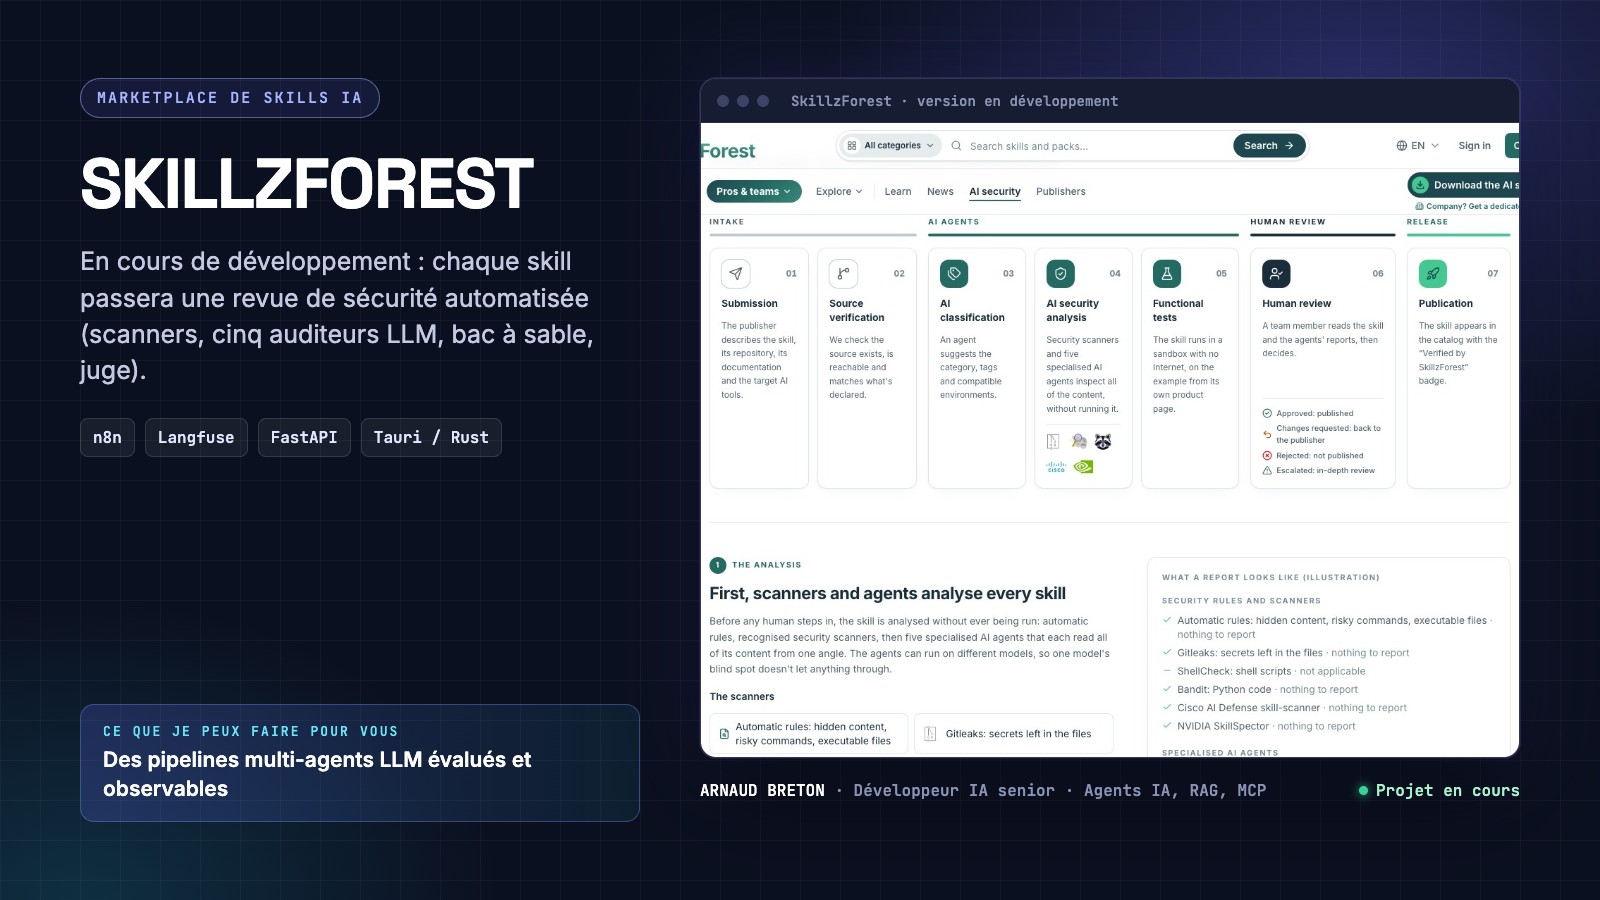 MARKETPLACE DE SKILLS IA
SKILLZFOREST
En cours de développement : chaque skill
passera une revue de sécurité automatisée
(scanners, cinq auditeurs LLM, bac à sable,
juge).
n8n
Langfuse
FastAPI
Tauri / Rust
CE QUE JE PEUX FAIRE POUR VOUS
Des pipelines multi-agents LLM évalués et
observables
SkillzForest · version en développement
Forest
All categories
Search skills and packs...
Search
EN
Sign in
Pros & teams
Explore
Learn
News
AI security
Publishers
Download the AI s
Company? Get a dedicat
INTAKE
AI AGENTS
HUMAN REVIEW
RELEASE
01
Submission
The publisher
describes the skill,
its repository, its
documentation
and the target AI
tools.
02
Source
verification
We check the
source exists, is
reachable and
matches what's
declared.
03
AI
classification
An agent
suggests the
category, tags
and compatible
environments.
04
AI security
analysis
Security scanners
and five
specialised AI
agents inspect all
of the content,
without running it.
CISCO
05
Functional
tests
The skill runs in a
sandbox with no
Internet, on the
example from its
own product
page.
06
Human review
A team member reads the skill
and the agents' reports, then
decides.
Approved: published
Changes requested: back to
the publisher
Rejected: not published
Escalated: in-depth review
07
Publication
The skill appears in
the catalog with the
"Verified by
SkillzForest"
badge.
1 THE ANALYSIS
First, scanners and agents analyse every skill
Before any human steps in, the skill is analysed without ever being run: automatic
rules, recognised security scanners, then five specialised AI agents that each read all
of its content from one angle. The agents can run on different models, so one model's
blind spot doesn't let anything through.
The scanners
Automatic rules: hidden content,
risky commands, executable files
Gitleaks: secrets left in the files
WHAT A REPORT LOOKS LIKE (ILLUSTRATION)
SECURITY RULES AND SCANNERS
Automatic rules: hidden content, risky commands, executable files ·
nothing to report
Gitleaks: secrets left in the files · nothing to report
ShellCheck: shell scripts · not applicable
Bandit: Python code · nothing to report
Cisco AI Defense skill-scanner · nothing to report
NVIDIA SkillSpector · nothing to report
SPECIALISED AI AGENTS
ARNAUD BRETON · Développeur IA senior · Agents IA, RAG, MCP
Projet en cours